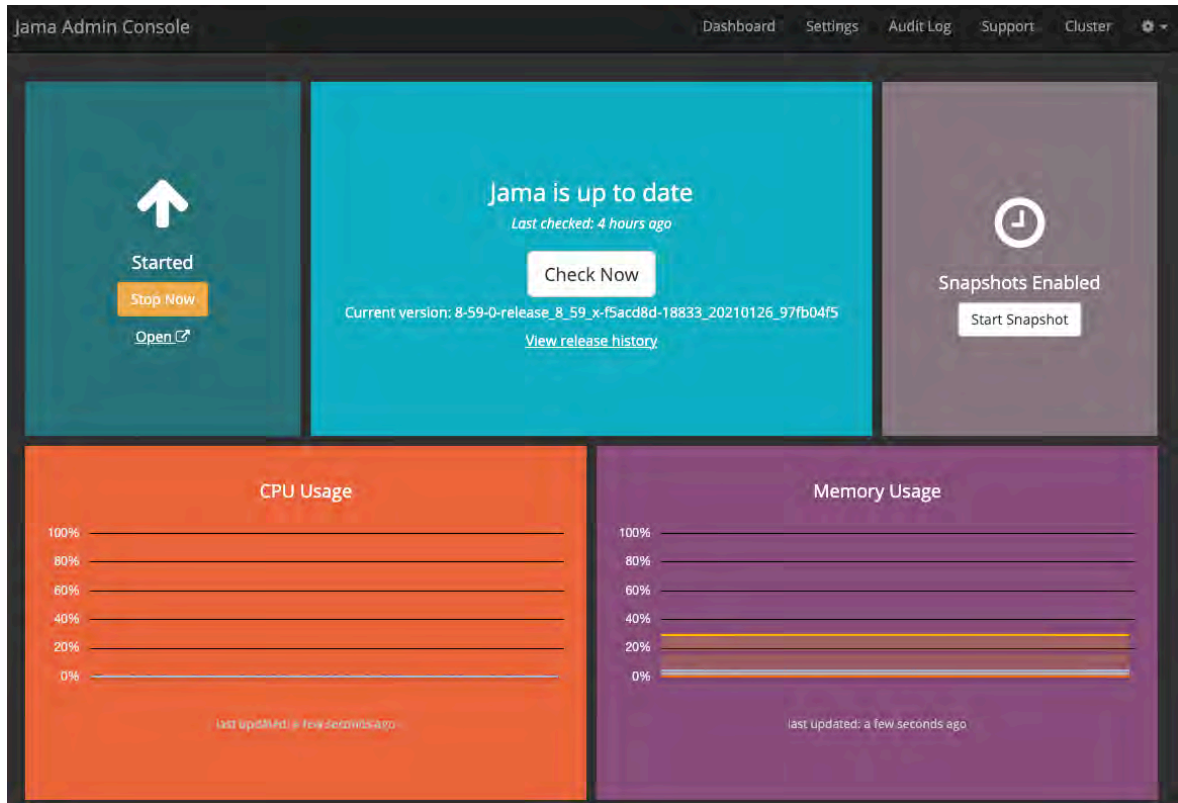 Jama Admin Console Dashboard Settings Audit Log Support Cluster
Started
Stop Now
Open
Jama is up to date
Last checked: 4 hours ago
Check Now
Current version: 8-59-0-release_8_59_x-f5acd8d-18833_20210126_97fb04f5
View release history
Snapshots Enabled
Start Snapshot
CPU Usage
100%
80%
60%
40%
20%
0%
last updated: a few seconds ago
Memory Usage
100%
80%
60%
40%
20%
0%
last updated: a few seconds ago